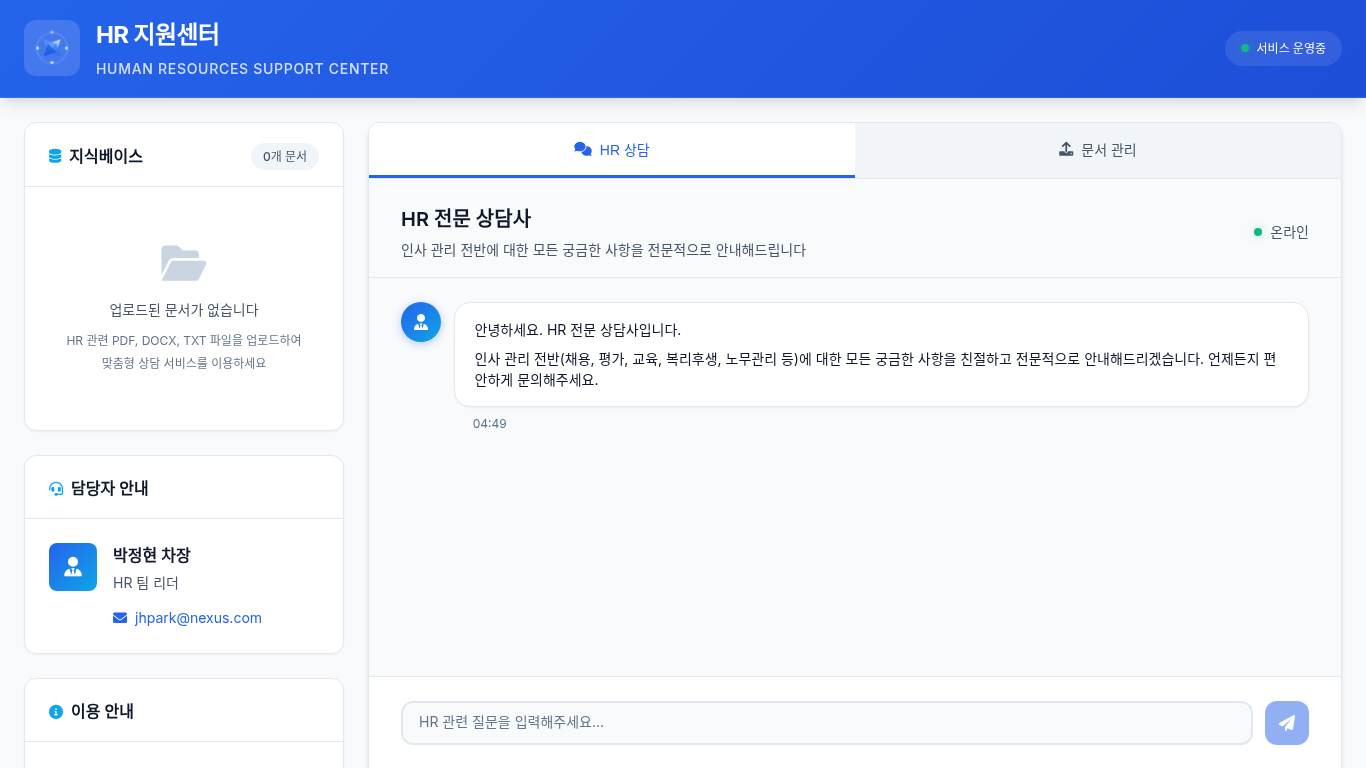 HR 지원센터
HUMAN RESOURCES SUPPORT CENTER
서비스 운영중
지식베이스
0개 문서
업로드된 문서가 없습니다
HR 관련 PDF, DOCX, TXT 파일을 업로드하여
맞춤형 상담 서비스를 이용하세요
담당자 안내
박정현 차장
HR 팀 리더
jhpark@nexus.com
이용 안내
HR 상담
문서 관리
HR 전문 상담사
인사 관리 전반에 대한 모든 궁금한 사항을 전문적으로 안내해드립니다
온라인
안녕하세요. HR 전문 상담사입니다.
인사 관리 전반(채용, 평가, 교육, 복리후생, 노무관리 등)에 대한 모든 궁금한 사항을 친절하고 전문적으로 안내해드리겠습니다. 언제든지 편
안하게 문의해주세요.
04:49
HR 관련 질문을 입력해주세요...